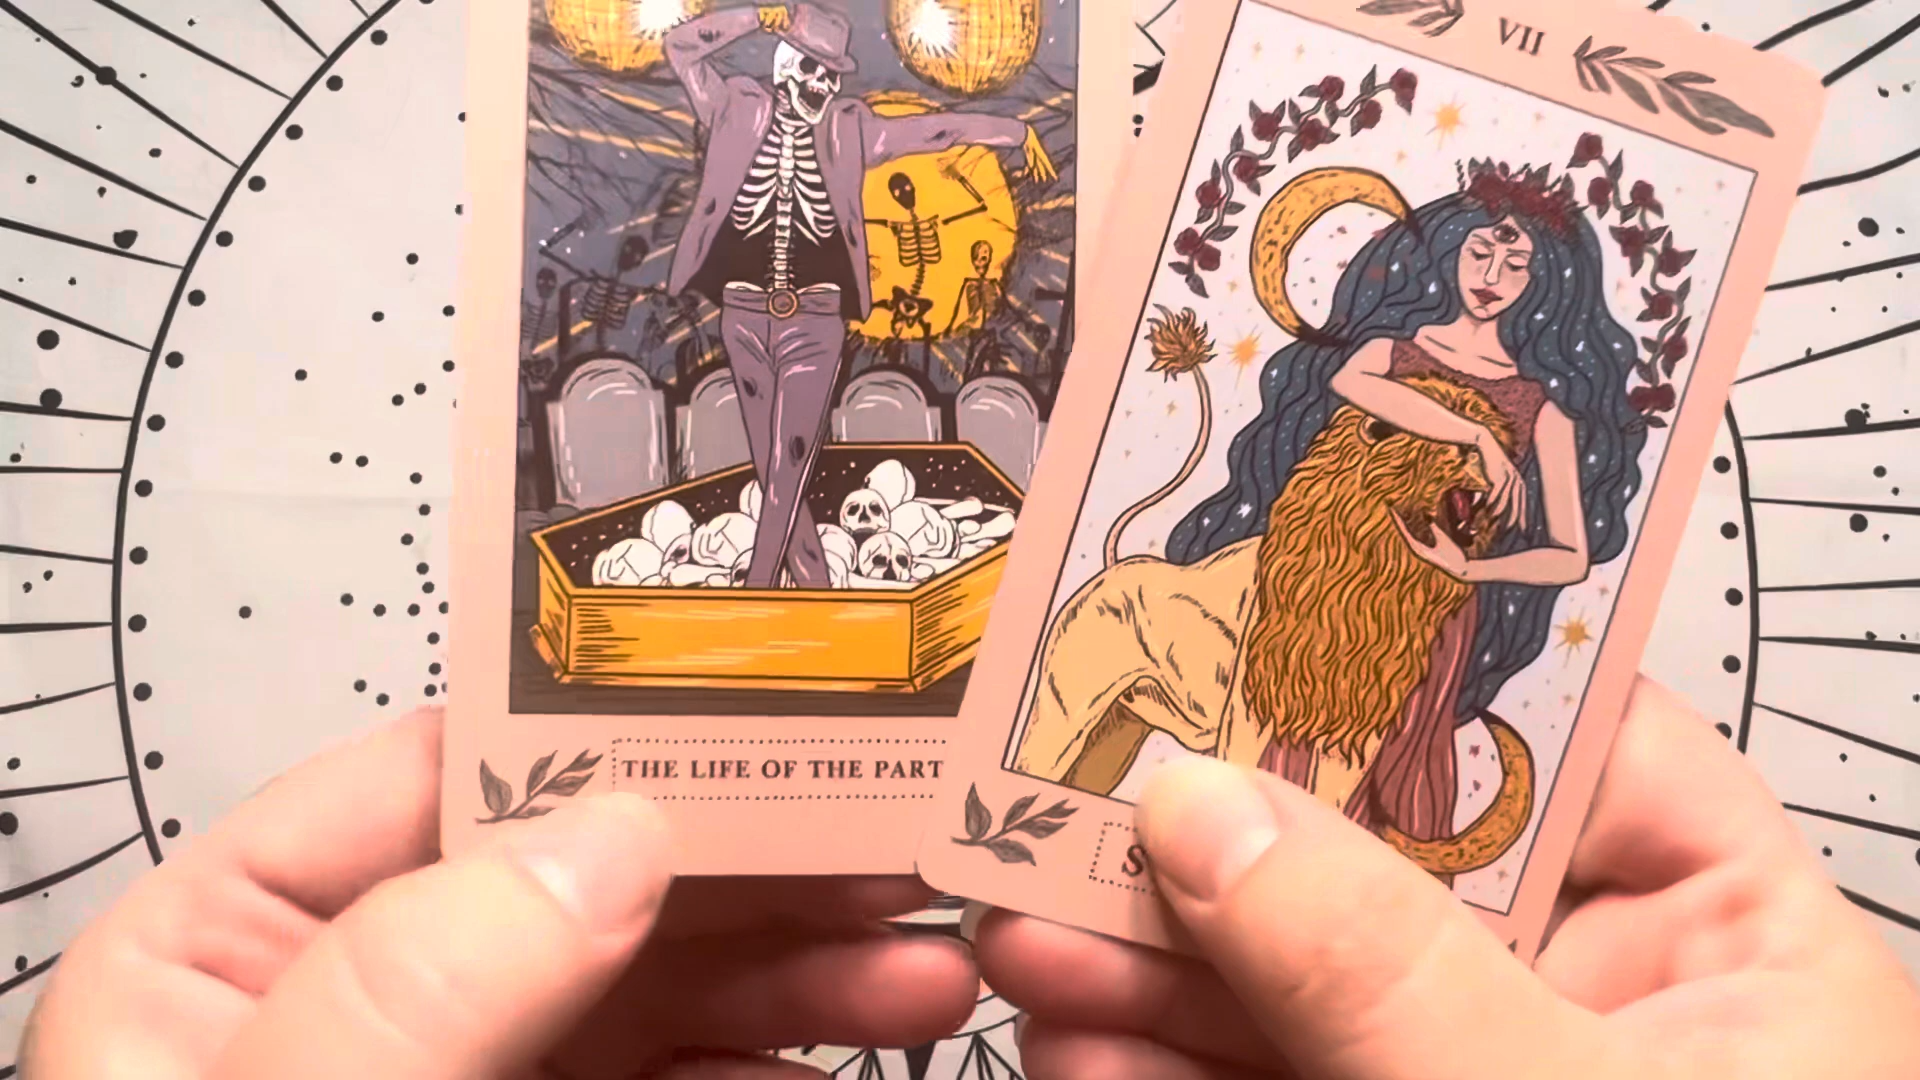 THE LIFE OF THE PART
VII
S